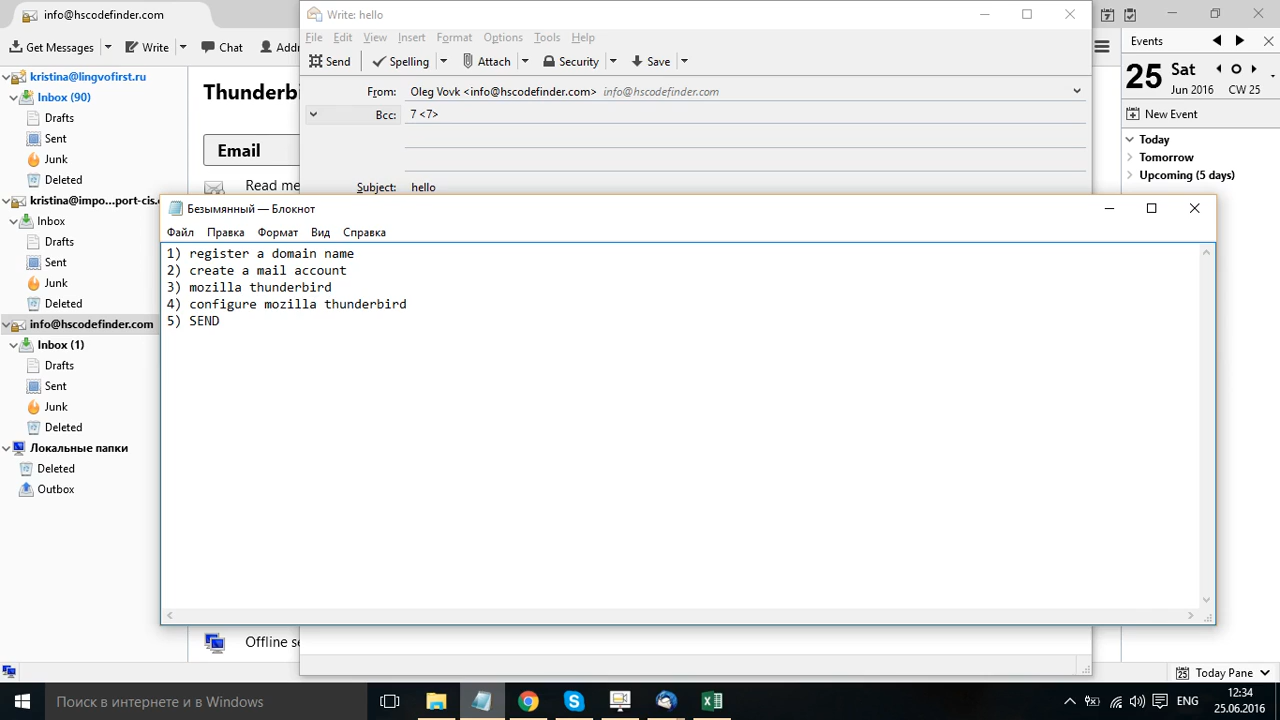 info@hscodefinder.com
Get Messages
Write
Chat
Addr
kristina@lingvofirst.ru
Inbox (90)
Drafts
Sent
Junk
Deleted
kristina@impo...port-cis.c
Inbox
Drafts
Sent
Junk
Deleted
info@hscodefinder.com
Inbox (1)
Drafts
Sent
Junk
Deleted
Локальные папки
Deleted
Outbox
Thunderbi
Email
Read me
Offline se
Write: hello
File Edit View Insert Format Options Tools Help
Send Spelling Attach Security Save
From: Oleg Vovk <info@hscodefinder.com> info@hscodefinder.com
Bcc: 7 <7>
Subject: hello
Безымянный — Блокнот
Файл Правка Формат Вид Справка
1) register a domain name
2) create a mail account
3) mozilla thunderbird
4) configure mozilla thunderbird
5) SEND
Events
25 Sat
Jun 2016 CW 25
New Event
Today
Tomorrow
Upcoming (5 days)
Today Pane
Поиск в интернете и в Windows
ENG
12:34
25.06.2016